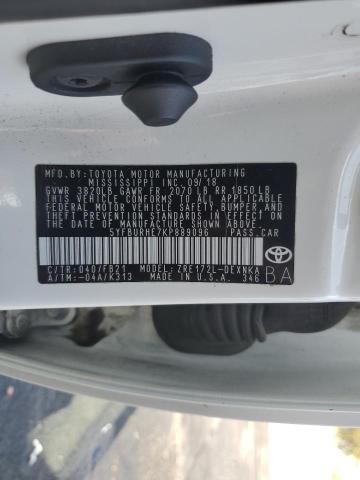 MFD.BY:TOYOTA MOTOR MANUFACTURING
MISSISSIPPI INC. 09/18
GVWR 3820LB GAWR FR 2070 LB RR 1850 LB
THIS VEHICLE CONFORMS TO ALL APPLICABLE
FEDERAL MOTOR VEHICLE SAFETY, BUMPER, AND
THEFT PREVENTION STANDARDS IN EFFECT ON
THE DATE OF MANUFACTURE SHOWN ABOVE.
5YFBURHE7KP889096 PASS.CAR
C/TR:040/FB21 MODEL:ZRE172L-DEXNKA
A/TM:-04A/K313 MADE IN U.S.A. 346
BA
TOYOTA